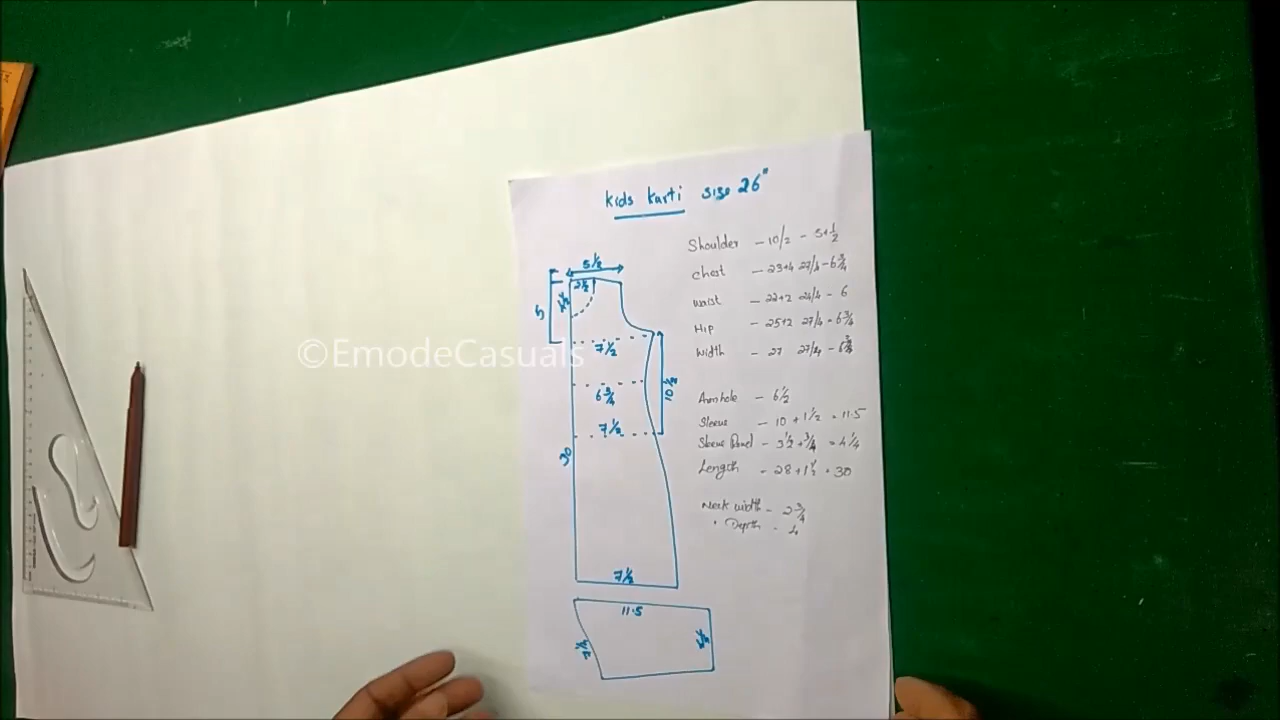 Kids Kurti size 26"
Shoulder - 10/2 - 5+1/2
chest - 23+4 27/4 - 6 3/4
waist - 22+2 24/4 - 6
Hip - 25+2 27/4 - 6 3/4
width - 27 27/4 - 6 3/4
Armhole - 6 1/2
Sleeve - 10 + 1 1/2 = 11.5
Sleeve Round - 3 1/2 + 3/4 = 4 1/4
Length - 28 + 1 1/2 = 30
Neck width - 2 3/4
" Depth - 4
5 1/2
2 1/2
5
7 1/2
©EmodeCasuals
6 3/4
10 1/2
7 1/2
30
7 1/2
11.5